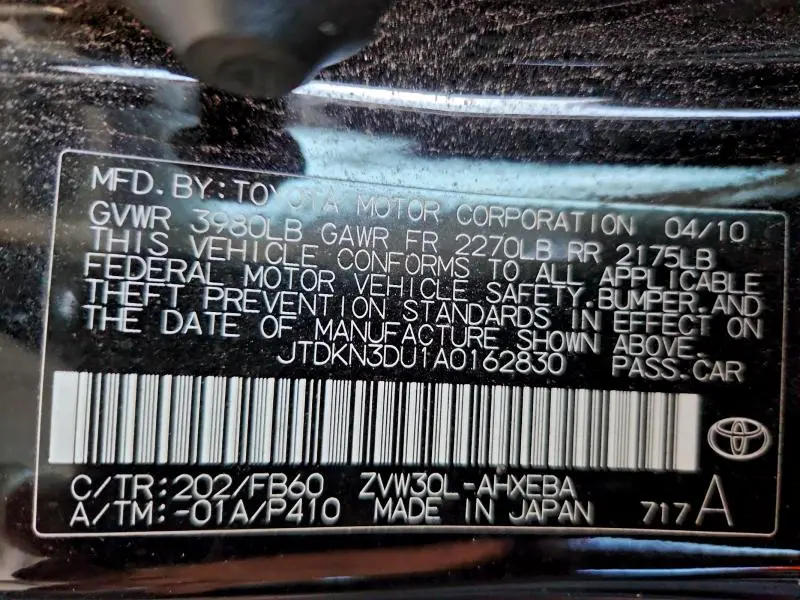 MFD. BY: TOYOTA MOTOR CORPORATION 04/10
GVWR 3980LB GAWR FR 2270LB RR 2175LB
THIS VEHICLE CONFORMS TO ALL APPLICABLE
FEDERAL MOTOR VEHICLE SAFETY, BUMPER, AND
THEFT PREVENTION STANDARDS IN EFFECT ON
THE DATE OF MANUFACTURE SHOWN ABOVE.
JTDKN3DU1A0162830 PASS.CAR
C/TR:202/FB60 ZVW30L-AHXEBA
A/TM:-01A/P410 MADE IN JAPAN 717A